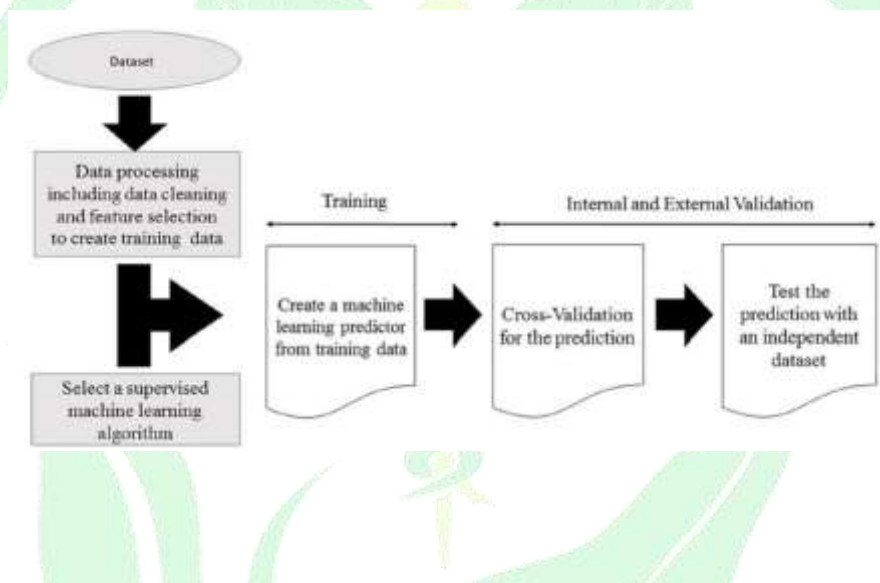 Dataset
Data processing
including data cleaning
and feature selection
to create training data
Select a supervised
machine learning
algorithm
Training
Create a machine
learning predictor
from training data
Internal and External Validation
Cross-Validation
for the prediction
Test the
prediction with
an independent
dataset